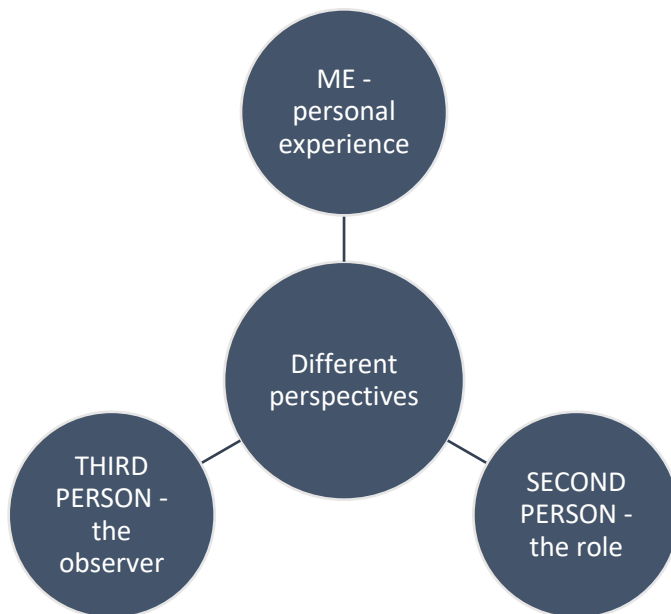 ME -
personal
experience
Different
perspectives
THIRD
PERSON -
the
observer
SECOND
PERSON -
the role